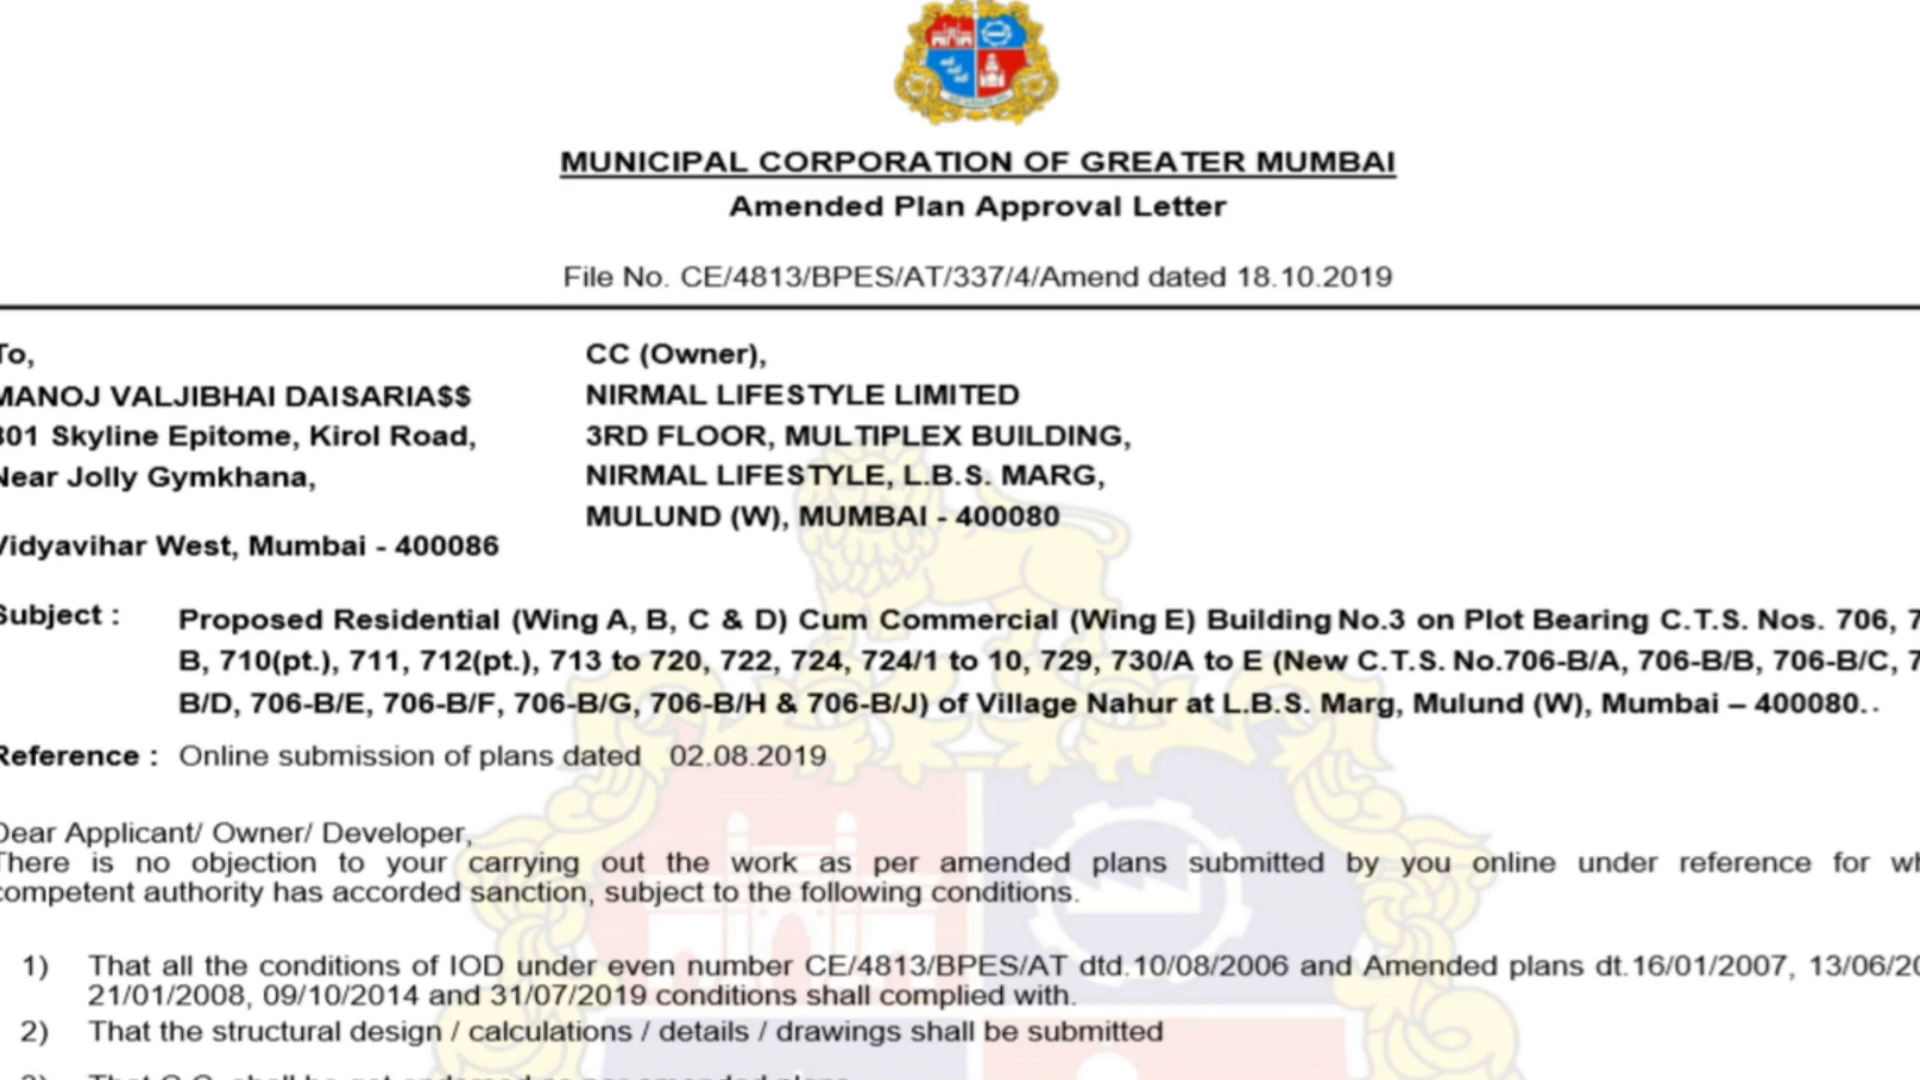 MUNICIPAL CORPORATION OF GREATER MUMBAI
Amended Plan Approval Letter
File No. CE/4813/BPES/AT/337/4/Amend dated 18.10.2019
To,
MANOJ VALJIBHAI DAISARIA$$
301 Skyline Epitome, Kirol Road,
Near Jolly Gymkhana,
Vidyavihar West, Mumbai - 400086
CC (Owner),
NIRMAL LIFESTYLE LIMITED
3RD FLOOR, MULTIPLEX BUILDING,
NIRMAL LIFESTYLE, L.B.S. MARG,
MULUND (W), MUMBAI - 400080
Subject : Proposed Residential (Wing A, B, C & D) Cum Commercial (Wing E) Building No.3 on Plot Bearing C.T.S. Nos. 706, 7
B, 710(pt.), 711, 712(pt.), 713 to 720, 722, 724, 724/1 to 10, 729, 730/A to E (New C.T.S. No.706-B/A, 706-B/B, 706-B/C, 7
B/D, 706-B/E, 706-B/F, 706-B/G, 706-B/H & 706-B/J) of Village Nahur at L.B.S. Marg, Mulund (W), Mumbai – 400080..
Reference : Online submission of plans dated 02.08.2019
Dear Applicant/ Owner/ Developer,
There is no objection to your carrying out the work as per amended plans submitted by you online under reference for wh
competent authority has accorded sanction, subject to the following conditions.
1) That all the conditions of IOD under even number CE/4813/BPES/AT dtd.10/08/2006 and Amended plans dt.16/01/2007, 13/06/20
21/01/2008, 09/10/2014 and 31/07/2019 conditions shall complied with.
2) That the structural design / calculations / details / drawings shall be submitted